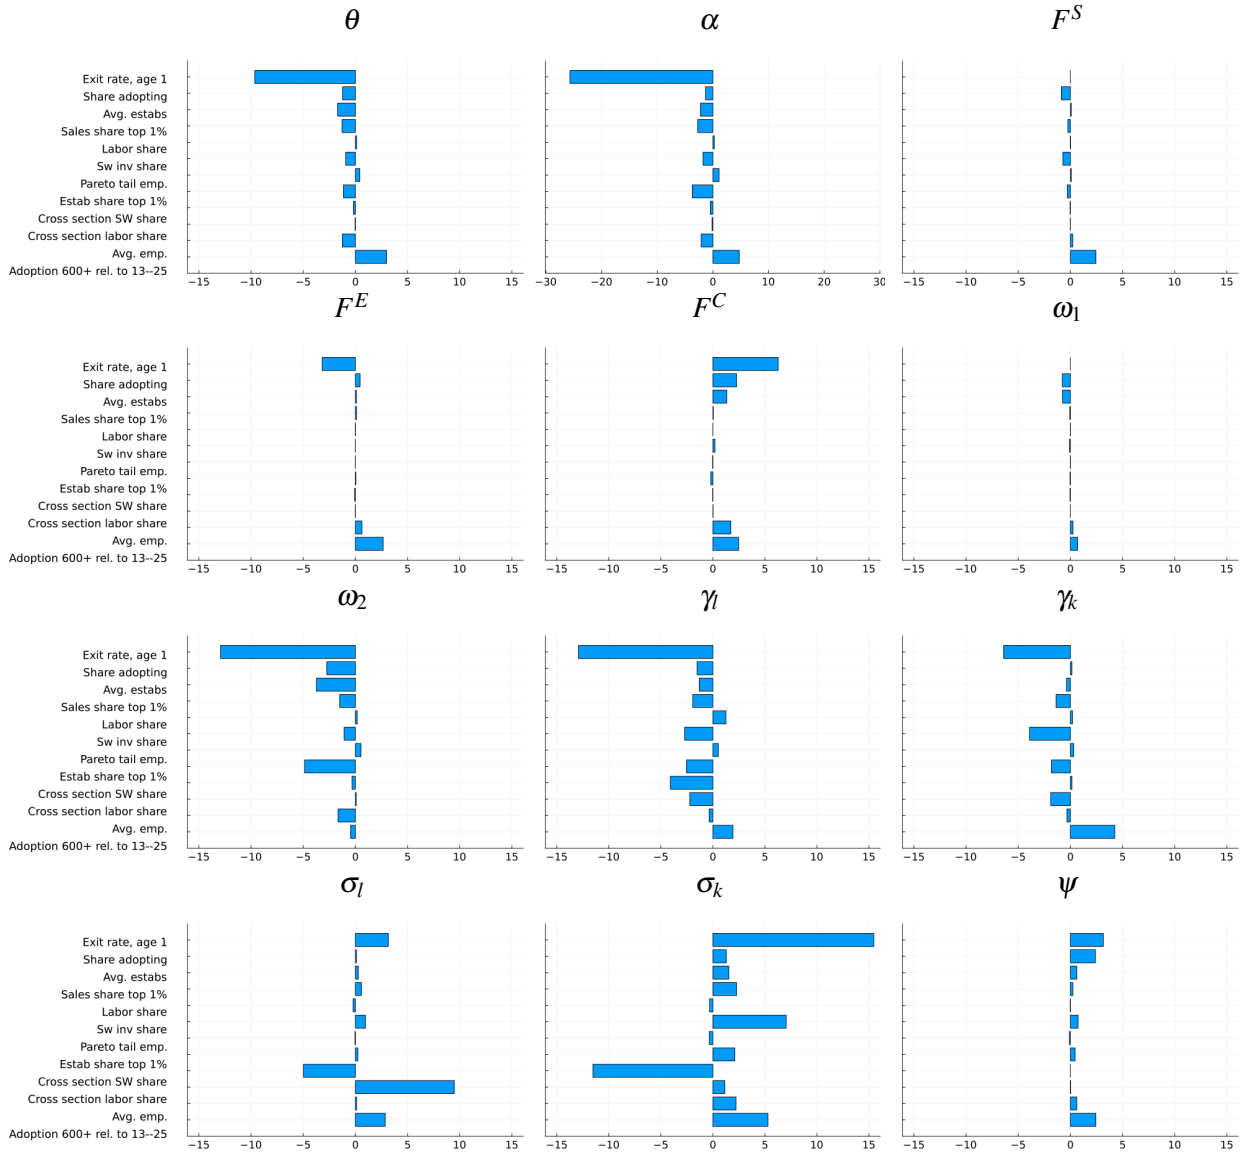 θ
α
F^S
Exit rate, age 1
Share adopting
Avg. estabs
Sales share top 1%
Labor share
Sw inv share
Pareto tail emp.
Estab share top 1%
Cross section SW share
Cross section labor share
Avg. emp.
Adoption 600+ rel. to 13--25
−15 −10 −5 0 5 10 15
−30 −20 −10 0 10 20 30
−15 −10 −5 0 5 10 15
F^E
F^C
ω₁
Exit rate, age 1
Share adopting
Avg. estabs
Sales share top 1%
Labor share
Sw inv share
Pareto tail emp.
Estab share top 1%
Cross section SW share
Cross section labor share
Avg. emp.
Adoption 600+ rel. to 13--25
−15 −10 −5 0 5 10 15
−15 −10 −5 0 5 10 15
−15 −10 −5 0 5 10 15
ω₂
γ_l
γ_k
Exit rate, age 1
Share adopting
Avg. estabs
Sales share top 1%
Labor share
Sw inv share
Pareto tail emp.
Estab share top 1%
Cross section SW share
Cross section labor share
Avg. emp.
Adoption 600+ rel. to 13--25
−15 −10 −5 0 5 10 15
−15 −10 −5 0 5 10 15
−15 −10 −5 0 5 10 15
σ_l
σ_k
ψ
Exit rate, age 1
Share adopting
Avg. estabs
Sales share top 1%
Labor share
Sw inv share
Pareto tail emp.
Estab share top 1%
Cross section SW share
Cross section labor share
Avg. emp.
Adoption 600+ rel. to 13--25
−15 −10 −5 0 5 10 15
−15 −10 −5 0 5 10 15
−15 −10 −5 0 5 10 15